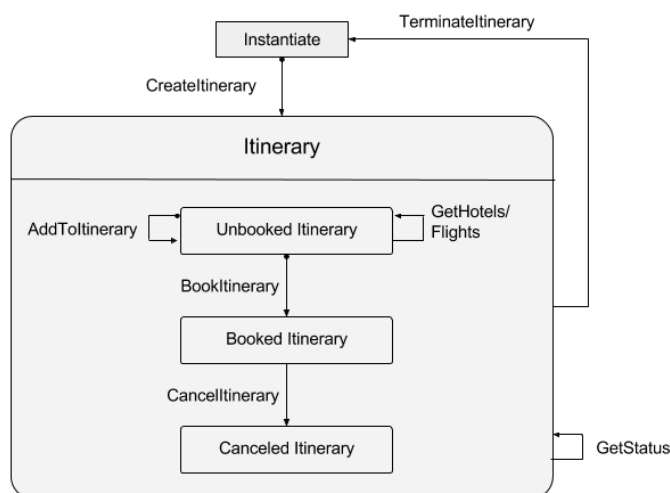 TerminateItinerary
Instantiate
CreateItinerary
Itinerary
GetHotels/
Flights
AddToItinerary
Unbooked Itinerary
BookItinerary
Booked Itinerary
CancelItinerary
Canceled Itinerary
GetStatus